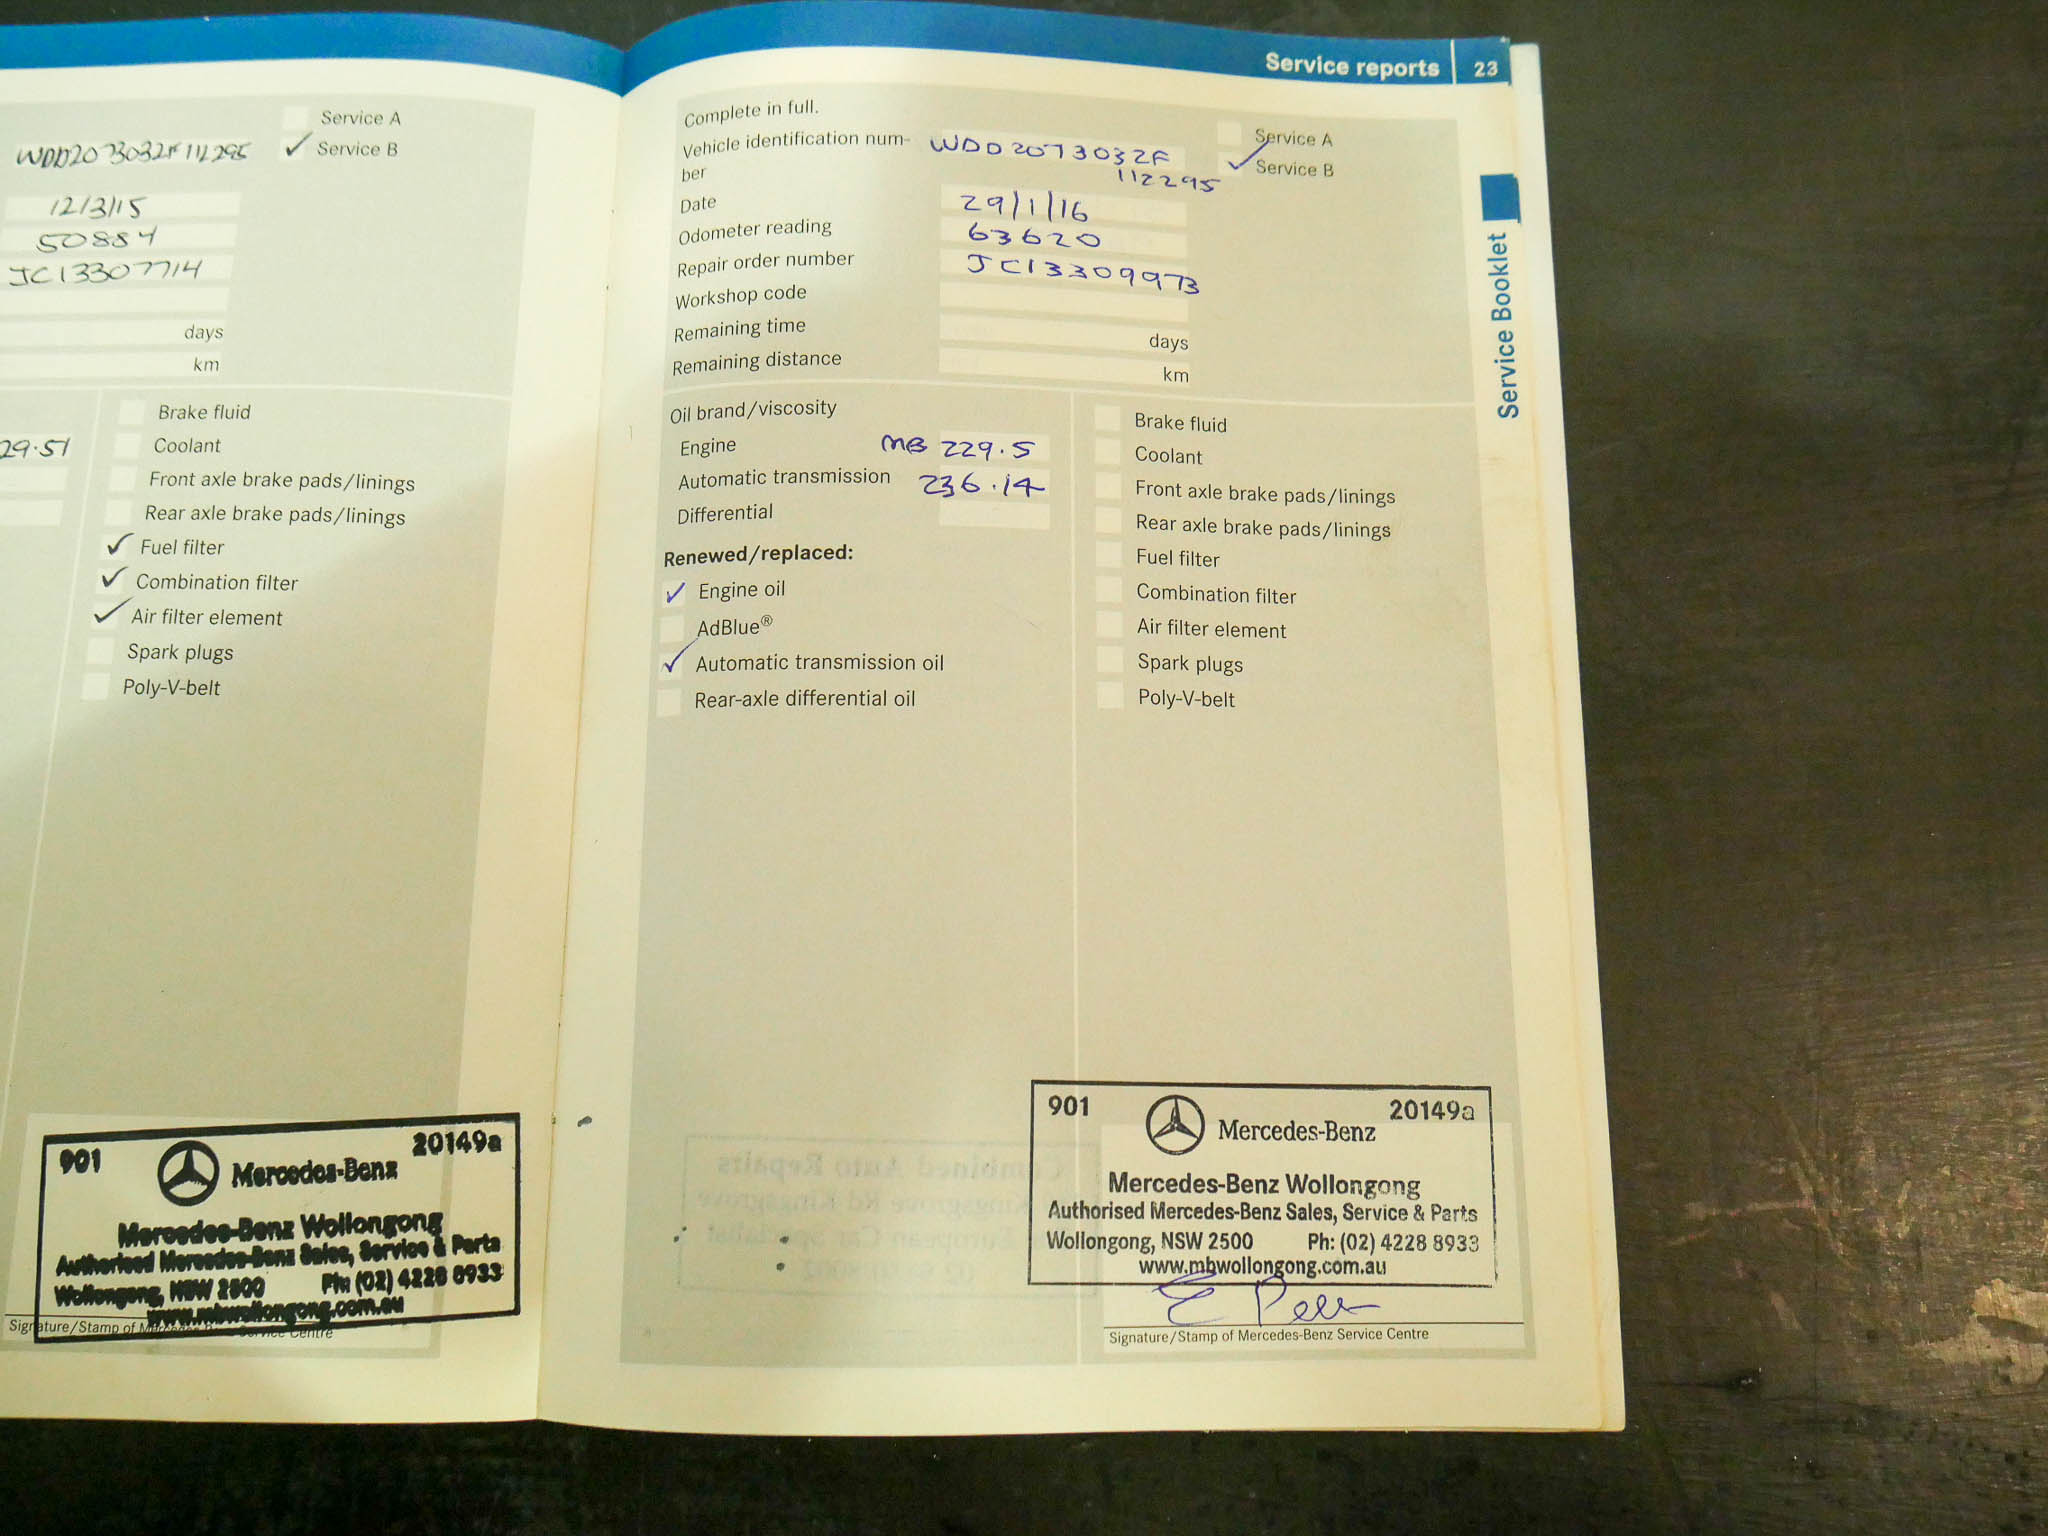 Service A
WDD2073032F112295
Service B
12/3/15
50884
JC13307714
days
km
29.51
Brake fluid
Coolant
Front axle brake pads/linings
Rear axle brake pads/linings
Fuel filter
Combination filter
Air filter element
Spark plugs
Poly-V-belt
901
20149a
Mercedes-Benz
Mercedes-Benz Wollongong
Authorised Mercedes-Benz Sales, Service & Parts
Wollongong, NSW 2500 Ph: (02) 4228 8933
www.mbwollongong.com.au
Signature/Stamp of Mercedes-Benz Service Centre
Service reports 23
Complete in full.
Vehicle identification num-
ber
WDD2073032F
112295
Service A
Service B
Date 29/1/16
Odometer reading 63620
Repair order number JC13309973
Workshop code
Remaining time days
Remaining distance km
Oil brand/viscosity
Engine MB 229.5
Automatic transmission 236.14
Differential
Renewed/replaced:
Engine oil
AdBlue®
Automatic transmission oil
Rear-axle differential oil
Brake fluid
Coolant
Front axle brake pads/linings
Rear axle brake pads/linings
Fuel filter
Combination filter
Air filter element
Spark plugs
Poly-V-belt
Service Booklet
901
20149a
Mercedes-Benz
Mercedes-Benz Wollongong
Authorised Mercedes-Benz Sales, Service & Parts
Wollongong, NSW 2500 Ph: (02) 4228 8933
www.mbwollongong.com.au
Signature/Stamp of Mercedes-Benz Service Centre